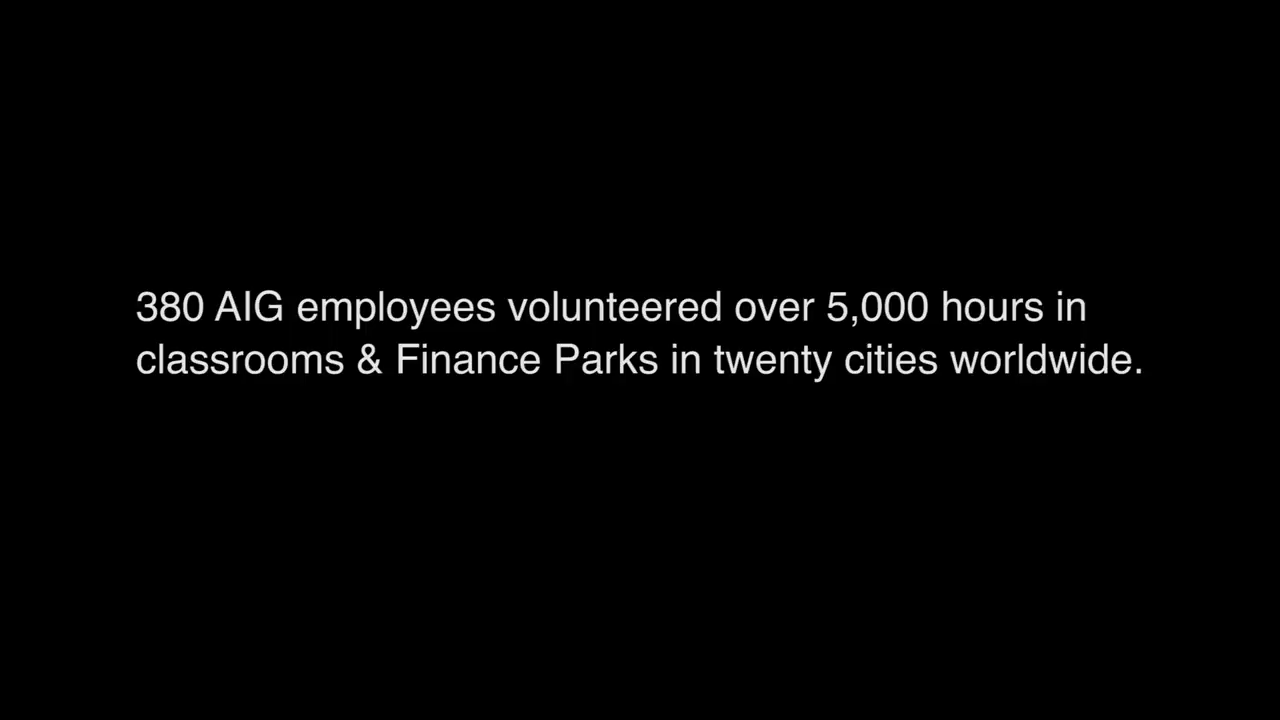 380 AIG employees volunteered over 5,000 hours in
classrooms & Finance Parks in twenty cities worldwide.